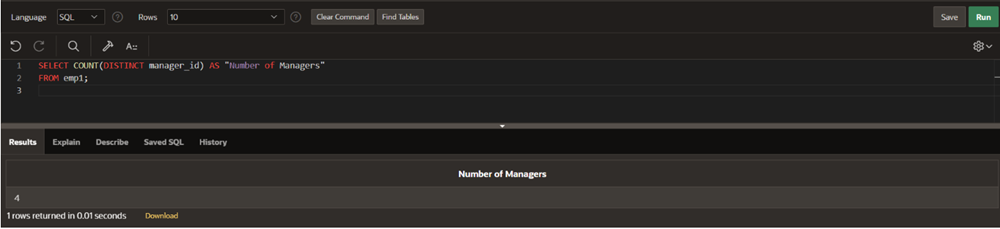 Language SQL Rows 10 Clear Command Find Tables Save Run
A
1 SELECT COUNT(DISTINCT manager_id) AS "Number of Managers"
2 FROM emp1;
3
Results Explain Describe Saved SQL History
Number of Managers
4
1 rows returned in 0.01 seconds Download